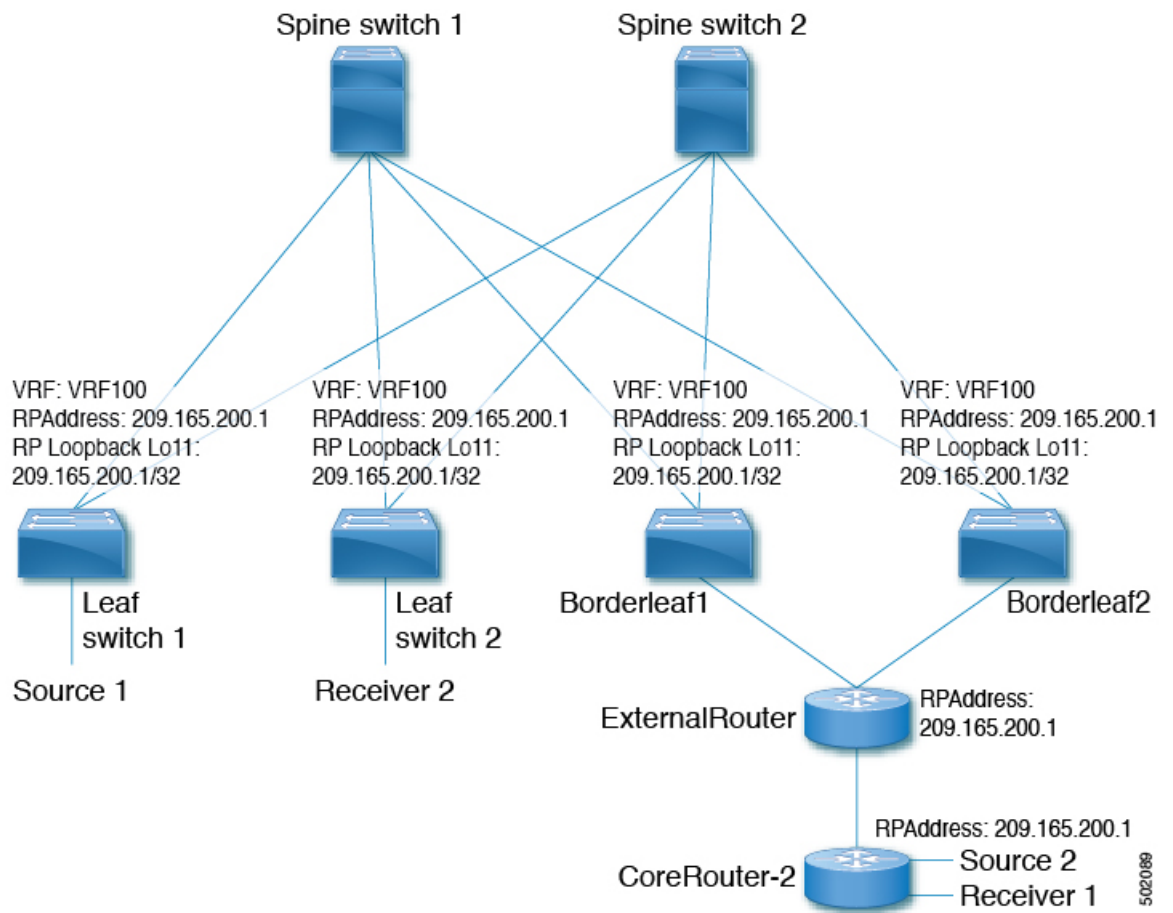 Spine switch 1
Spine switch 2
VRF: VRF100
RPAddress: 209.165.200.1
RP Loopback Lo11:
209.165.200.1/32
VRF: VRF100
RPAddress: 209.165.200.1
RP Loopback Lo11:
209.165.200.1/32
VRF: VRF100
RPAddress: 209.165.200.1
RP Loopback Lo11:
209.165.200.1/32
VRF: VRF100
RPAddress: 209.165.200.1
RP Loopback Lo11:
209.165.200.1/32
Leaf
switch 1
Leaf
switch 2
Borderleaf1
Borderleaf2
Source 1
Receiver 2
ExternalRouter
RPAddress:
209.165.200.1
RPAddress: 209.165.200.1
CoreRouter-2
Source 2
Receiver 1
502089